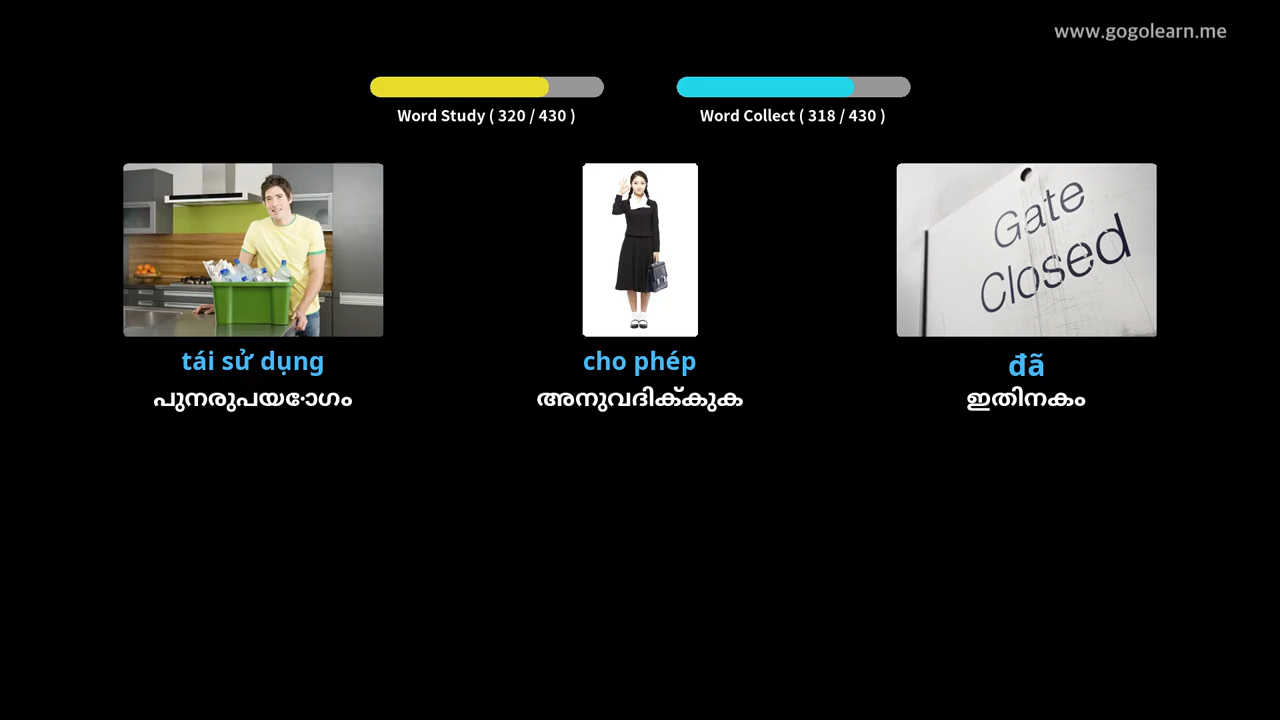 www.gogolearn.me
Word Study ( 320 / 430 )
Word Collect ( 318 / 430 )
Gate
Closed
tái sử dụng
cho phép
đã
പുനരുപയോഗം
അനുവദിക്കുക
ഇതിനകം